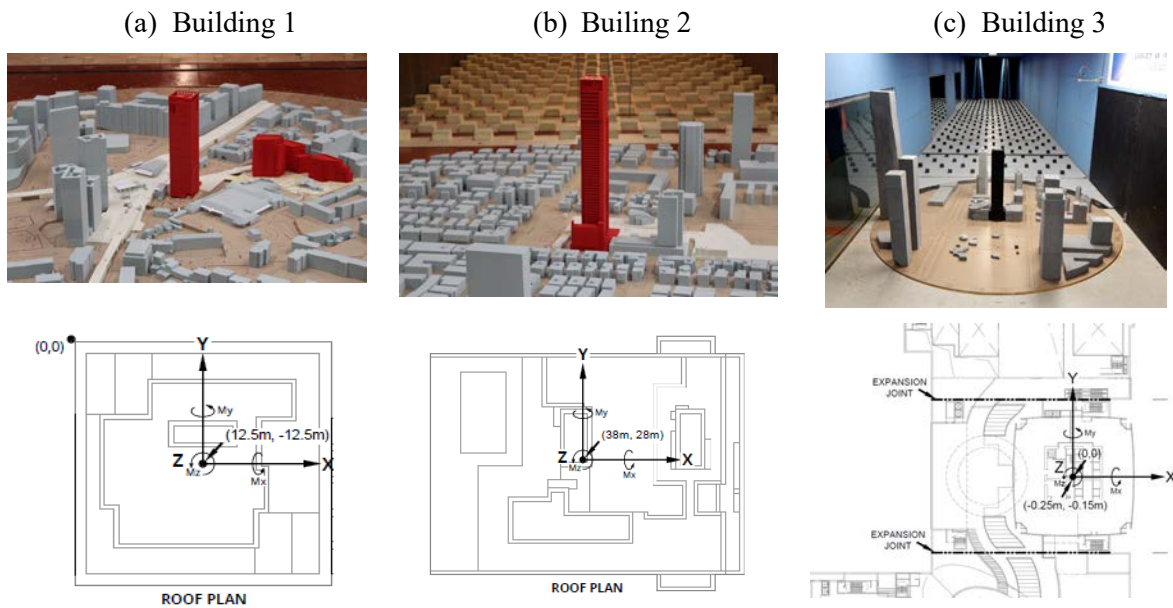 (a) Building 1
(b) Builing 2
(c) Building 3
(0,0)
Y
My
(12.5m, -12.5m)
Z
X
Mz
Mx
ROOF PLAN
Y
My
(38m, 28m)
Z
X
Mz
Mx
ROOF PLAN
EXPANSION
JOINT
Y
My
(0,0)
Z
X
Mz
Mx
(-0.25m, -0.15m)
EXPANSION
JOINT